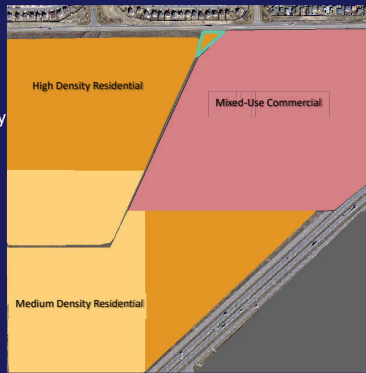 High Density Residential
Mixed-Use Commercial
y
Medium Density Residential